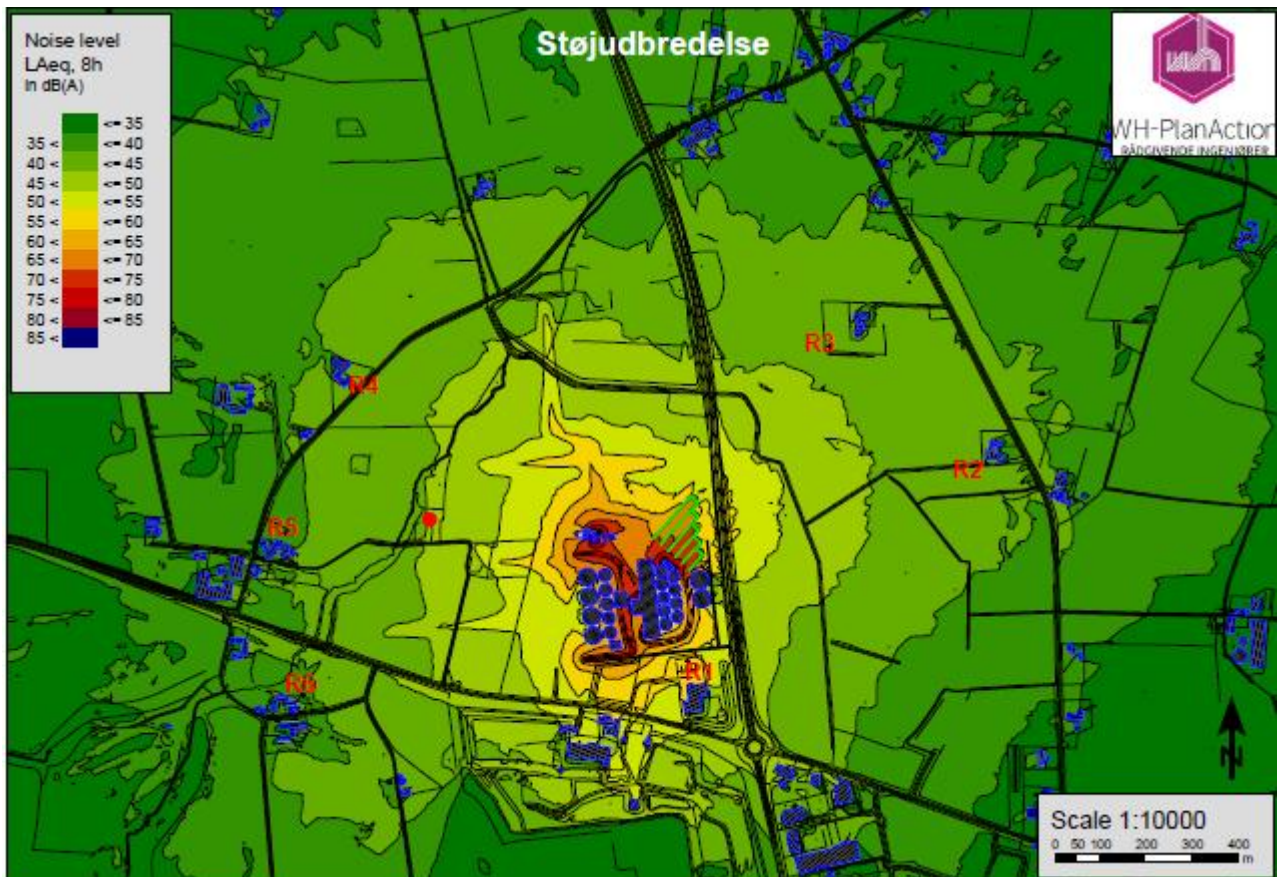 Støjudbredelse
Noise level
LAeq, 8h
in dB(A)
<= 35
35 < <= 40
40 < <= 45
45 < <= 50
50 < <= 55
55 < <= 60
60 < <= 65
65 < <= 70
70 < <= 75
75 < <= 80
80 < <= 85
85 <
WH-PlanAction
RÅDGIVENDE INGENIØRER
R3
R4
R2
R5
R1
R6
N
Scale 1:10000
0 50 100 200 300 400
m